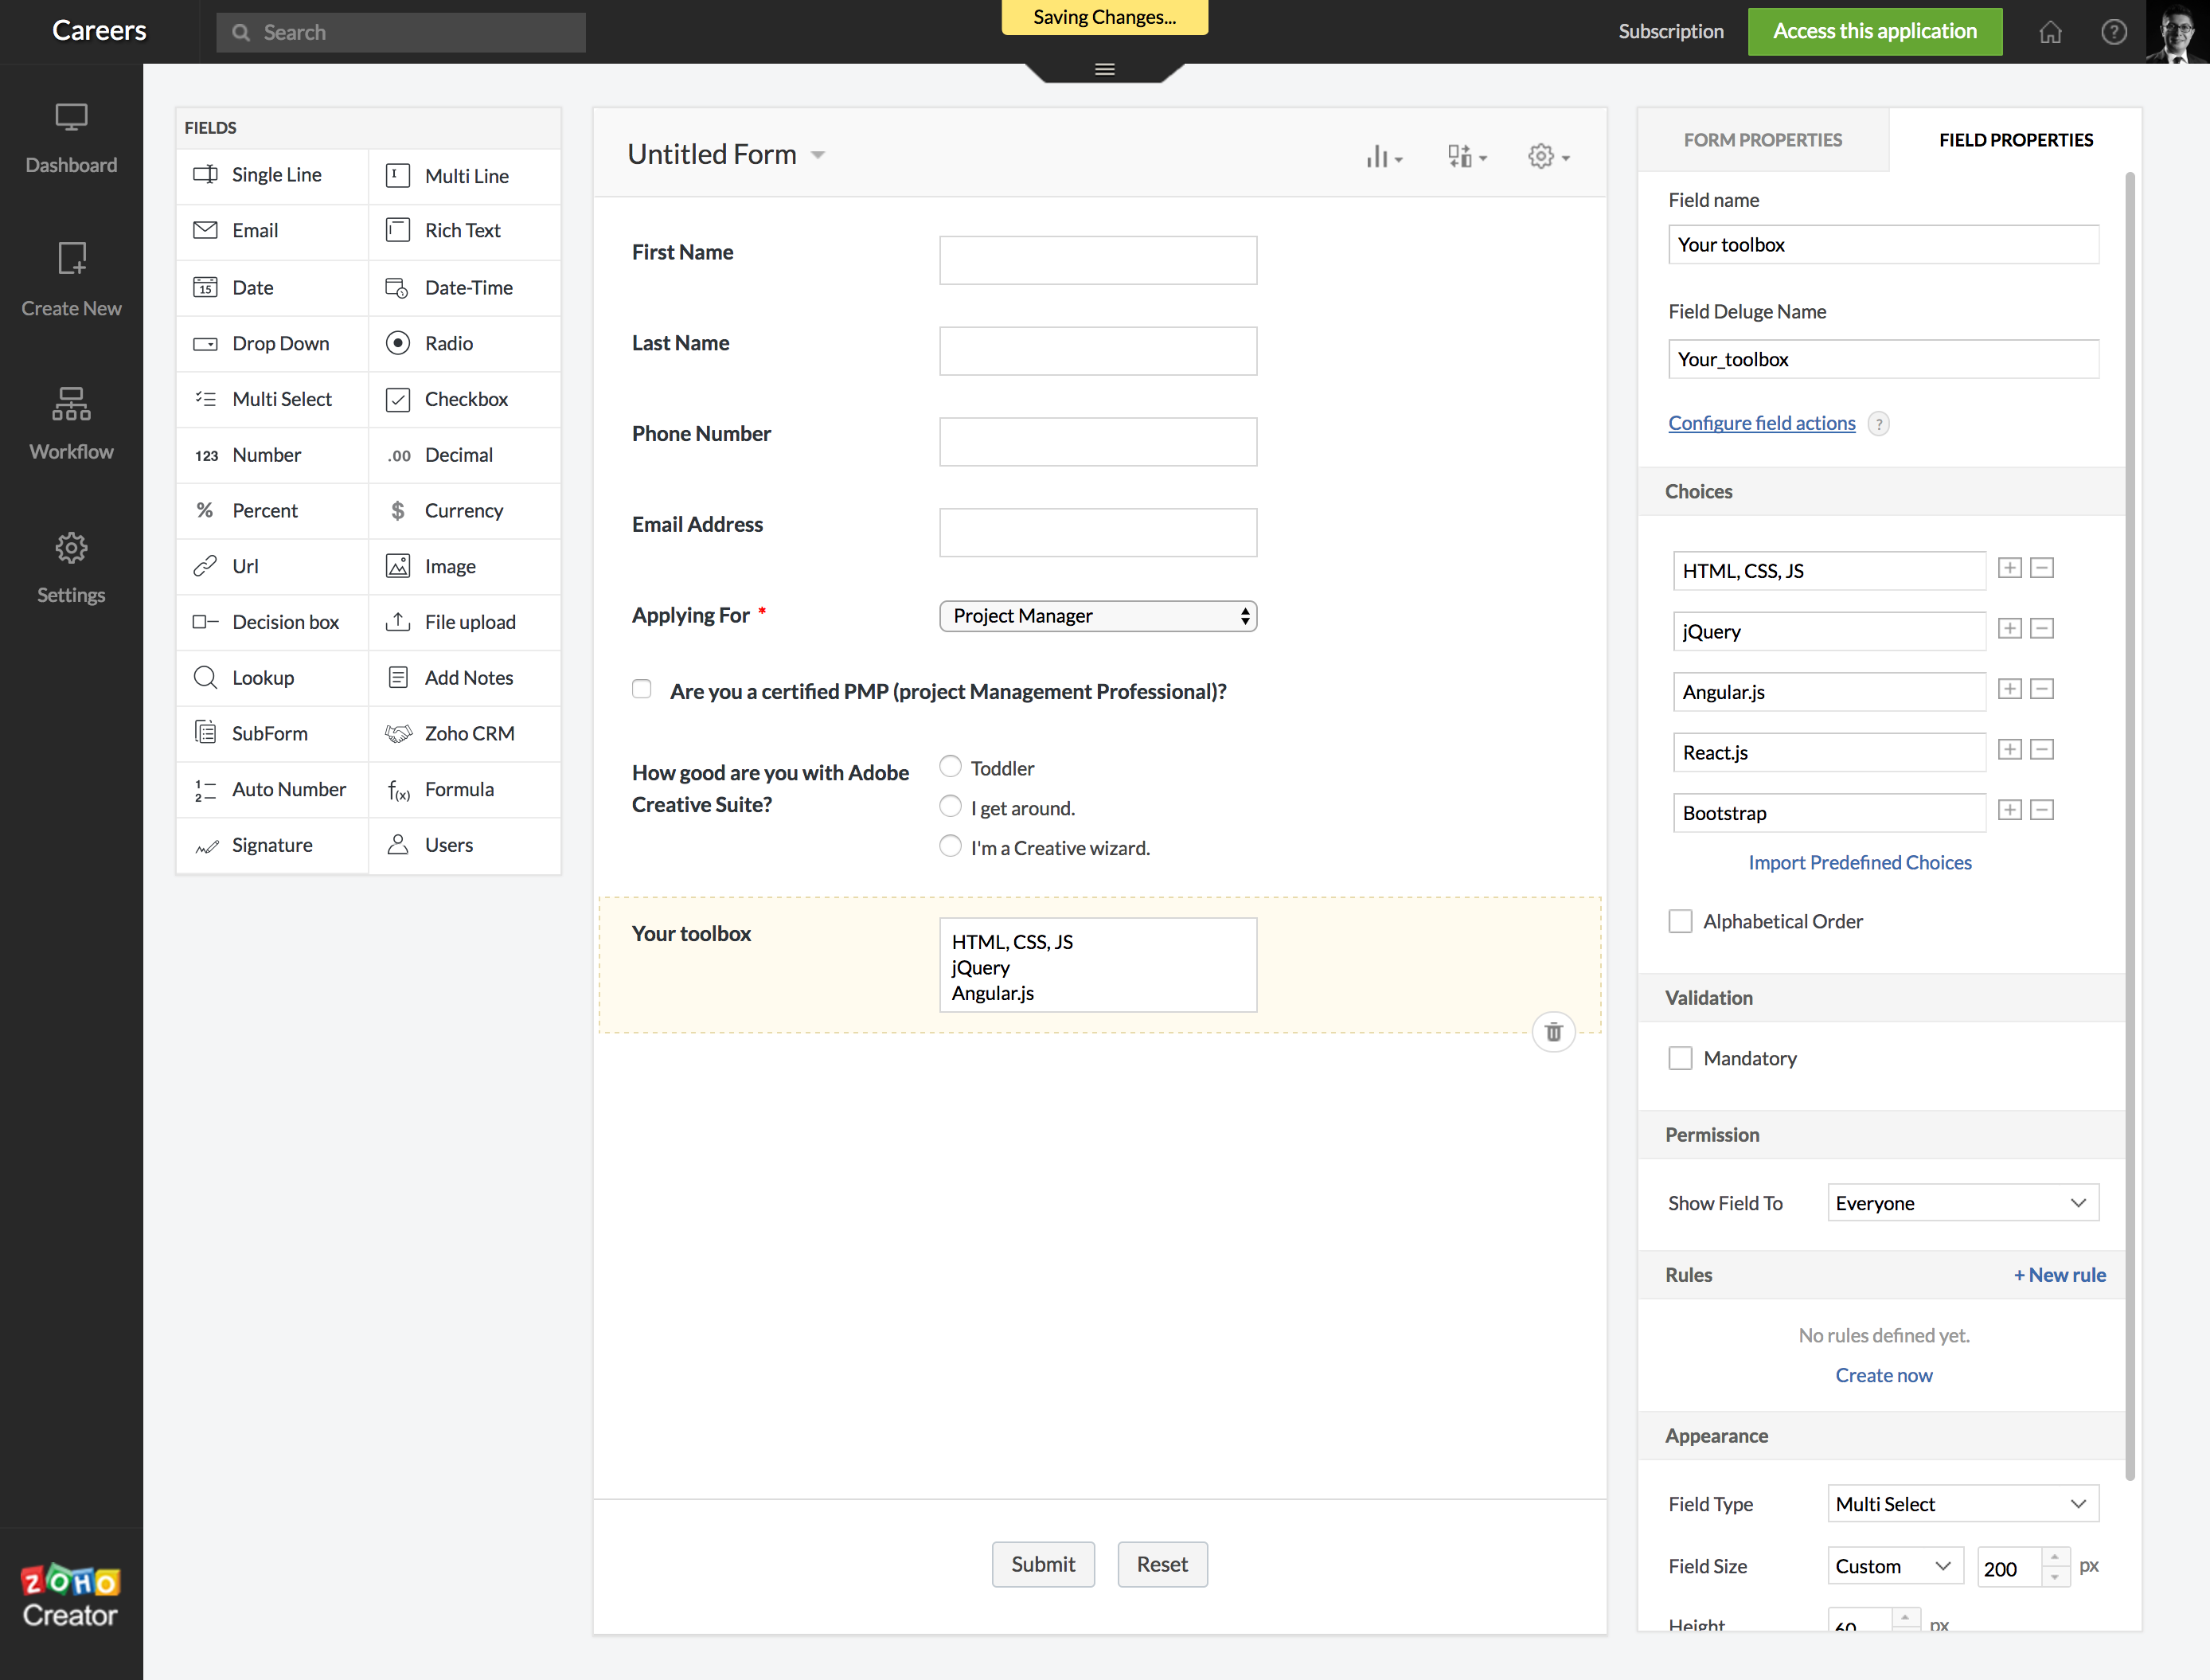 Careers
Search
Saving Changes...
Subscription
Access this application
?
Dashboard
Create New
Workflow
Settings
ZOHO
Creator
FIELDS
Single Line
Multi Line
Email
Rich Text
15 Date
Date-Time
Drop Down
Radio
Multi Select
Checkbox
123 Number
.00 Decimal
% Percent
$ Currency
Url
Image
Decision box
File upload
Lookup
Add Notes
SubForm
Zoho CRM
1 2 Auto Number
f(x) Formula
Signature
Users
Untitled Form
First Name
Last Name
Phone Number
Email Address
Applying For *
Project Manager
Are you a certified PMP (project Management Professional)?
How good are you with Adobe
Creative Suite?
Toddler
I get around.
I'm a Creative wizard.
Your toolbox
HTML, CSS, JS
jQuery
Angular.js
Submit
Reset
FORM PROPERTIES
FIELD PROPERTIES
Field name
Your toolbox
Field Deluge Name
Your_toolbox
Configure field actions ?
Choices
HTML, CSS, JS
jQuery
Angular.js
React.js
Bootstrap
Import Predefined Choices
Alphabetical Order
Validation
Mandatory
Permission
Show Field To Everyone
Rules + New rule
No rules defined yet.
Create now
Appearance
Field Type Multi Select
Field Size Custom 200 px
Height 60 px